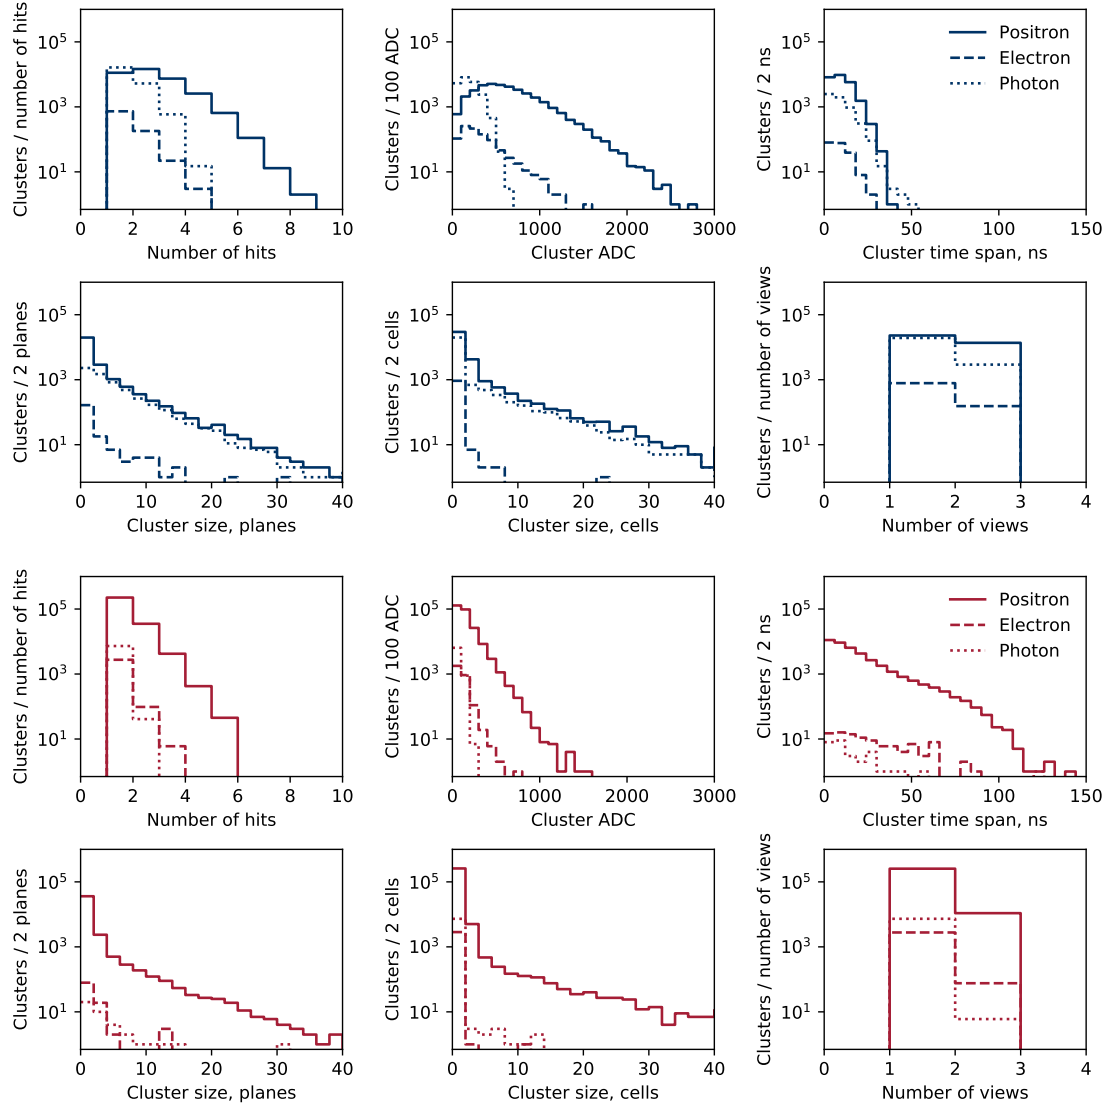 Clusters / number of hits
10^5
10^3
10^1
0 2 4 6 8 10
Number of hits
Clusters / 100 ADC
10^5
10^3
10^1
0 1000 2000 3000
Cluster ADC
Clusters / 2 ns
10^5
10^3
10^1
Positron
Electron
Photon
0 50 100 150
Cluster time span, ns
Clusters / 2 planes
10^5
10^3
10^1
0 10 20 30 40
Cluster size, planes
Clusters / 2 cells
10^5
10^3
10^1
0 10 20 30 40
Cluster size, cells
Clusters / number of views
10^5
10^3
10^1
0 1 2 3 4
Number of views
Clusters / number of hits
10^5
10^3
10^1
0 2 4 6 8 10
Number of hits
Clusters / 100 ADC
10^5
10^3
10^1
0 1000 2000 3000
Cluster ADC
Clusters / 2 ns
10^5
10^3
10^1
Positron
Electron
Photon
0 50 100 150
Cluster time span, ns
Clusters / 2 planes
10^5
10^3
10^1
0 10 20 30 40
Cluster size, planes
Clusters / 2 cells
10^5
10^3
10^1
0 10 20 30 40
Cluster size, cells
Clusters / number of views
10^5
10^3
10^1
0 1 2 3 4
Number of views